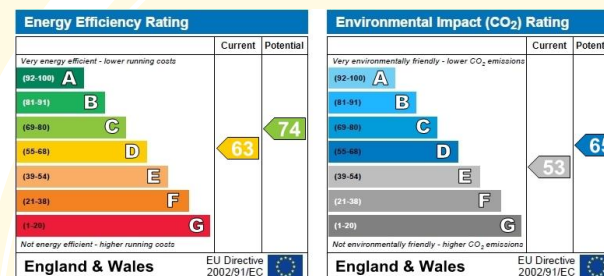 Energy Efficiency Rating
Current Potential
Very energy efficient - lower running costs
(92-100) A
(81-91) B
(69-80) C
(55-68) D
(39-54) E
(21-38) F
(1-20) G
63
74
Not energy efficient - higher running costs
England & Wales
EU Directive
2002/91/EC
Environmental Impact (CO₂) Rating
Current Potent
Very environmentally friendly - lower CO₂ emissions
(92-100) A
(81-91) B
(69-80) C
(55-68) D
(39-54) E
(21-38) F
(1-20) G
53
65
Not environmentally friendly - higher CO₂ emissions
England & Wales
EU Directive
2002/91/EC